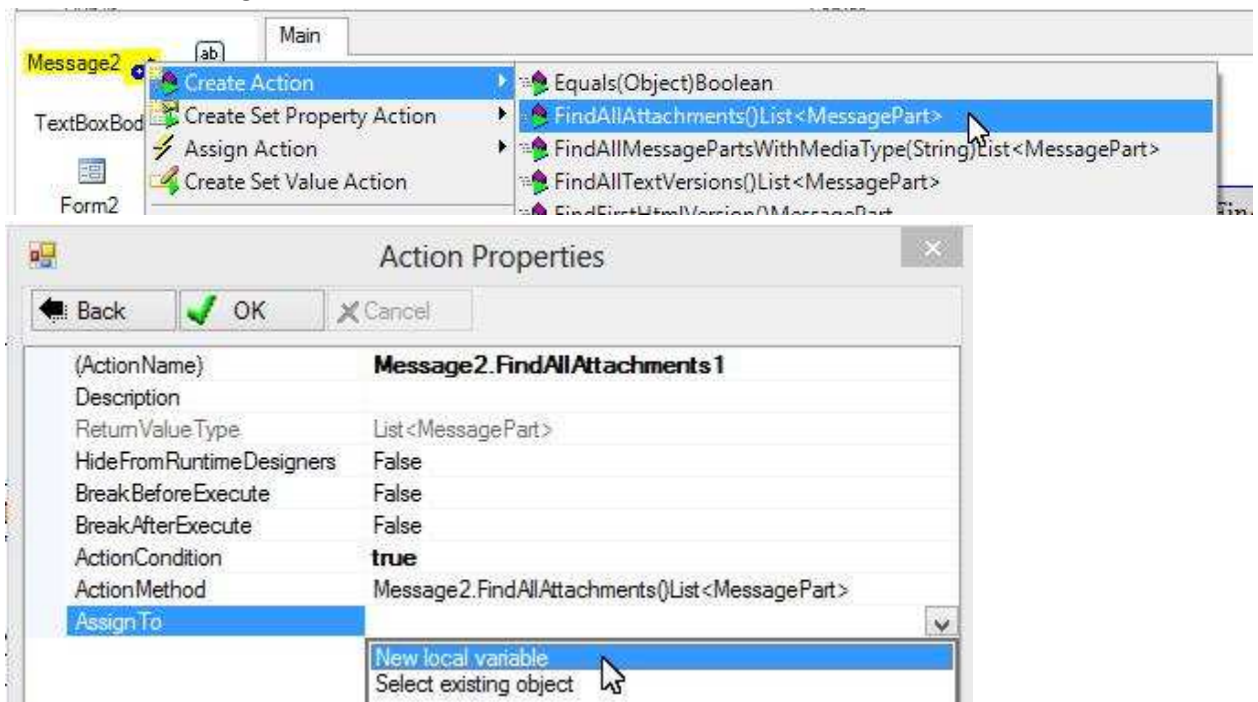 Main
Message2
ab
Create Action
Equals(Object)Boolean
TextBoxBod
Create Set Property Action
FindAllAttachments()List<MessagePart>
Assign Action
FindAllMessagePartsWithMediaType(String)List<MessagePart>
Create Set Value Action
FindAllTextVersions()List<MessagePart>
Form2
FindFirstHtmlVersion()MessagePart
Action Properties
Back OK Cancel
(ActionName) Message2.FindAllAttachments1
Description
ReturnValueType List<MessagePart>
HideFromRuntimeDesigners False
BreakBeforeExecute False
BreakAfterExecute False
ActionCondition true
ActionMethod Message2.FindAllAttachments()List<MessagePart>
AssignTo
New local variable
Select existing object